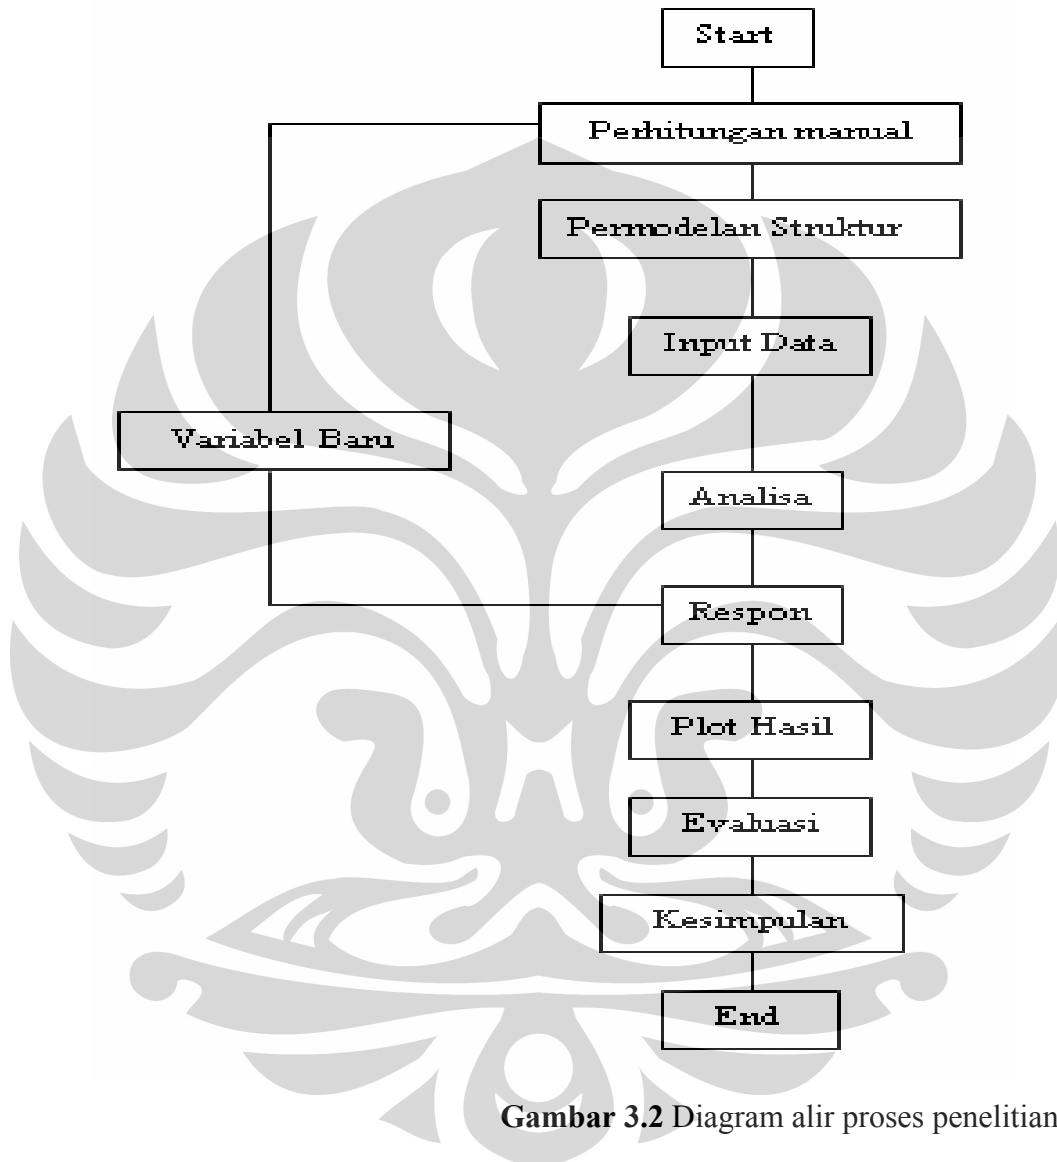 Start
Perhitungan manual
Permodelan Struktur
Input Data
Variabel Baru
Analisa
Respon
Plot Hasil
Evaluasi
Kesimpulan
End
Gambar 3.2 Diagram alir proses penelitian